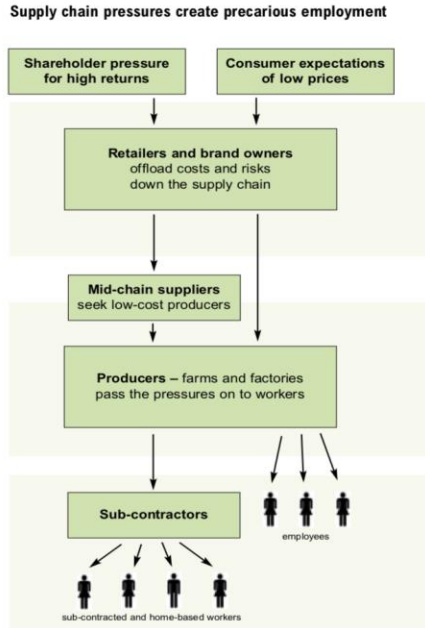 Supply chain pressures create precarious employment
Shareholder pressure
for high returns
Consumer expectations
of low prices
Retailers and brand owners
offload costs and risks
down the supply chain
Mid-chain suppliers
seek low-cost producers
Producers – farms and factories
pass the pressures on to workers
Sub-contractors
employees
sub-contracted and home-based workers